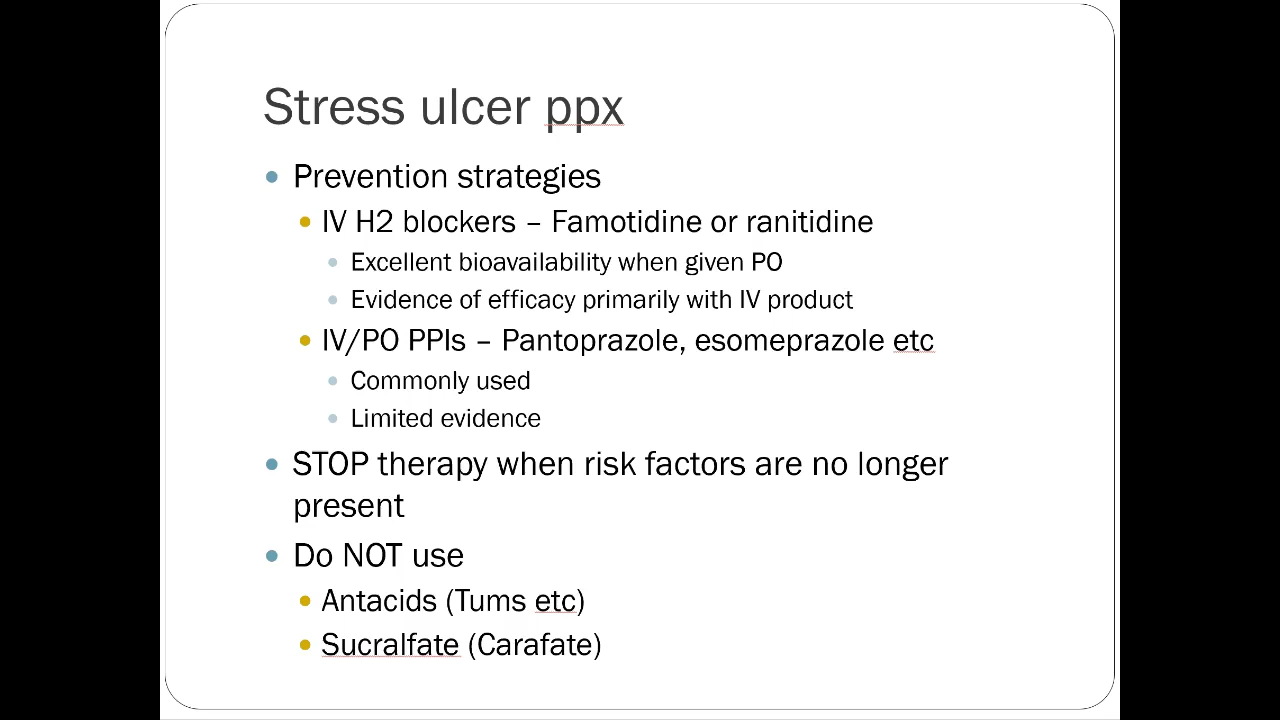 Stress ulcer ppx
Prevention strategies
IV H2 blockers – Famotidine or ranitidine
Excellent bioavailability when given PO
Evidence of efficacy primarily with IV product
IV/PO PPIs – Pantoprazole, esomeprazole etc
Commonly used
Limited evidence
STOP therapy when risk factors are no longer
present
Do NOT use
Antacids (Tums etc)
Sucralfate (Carafate)